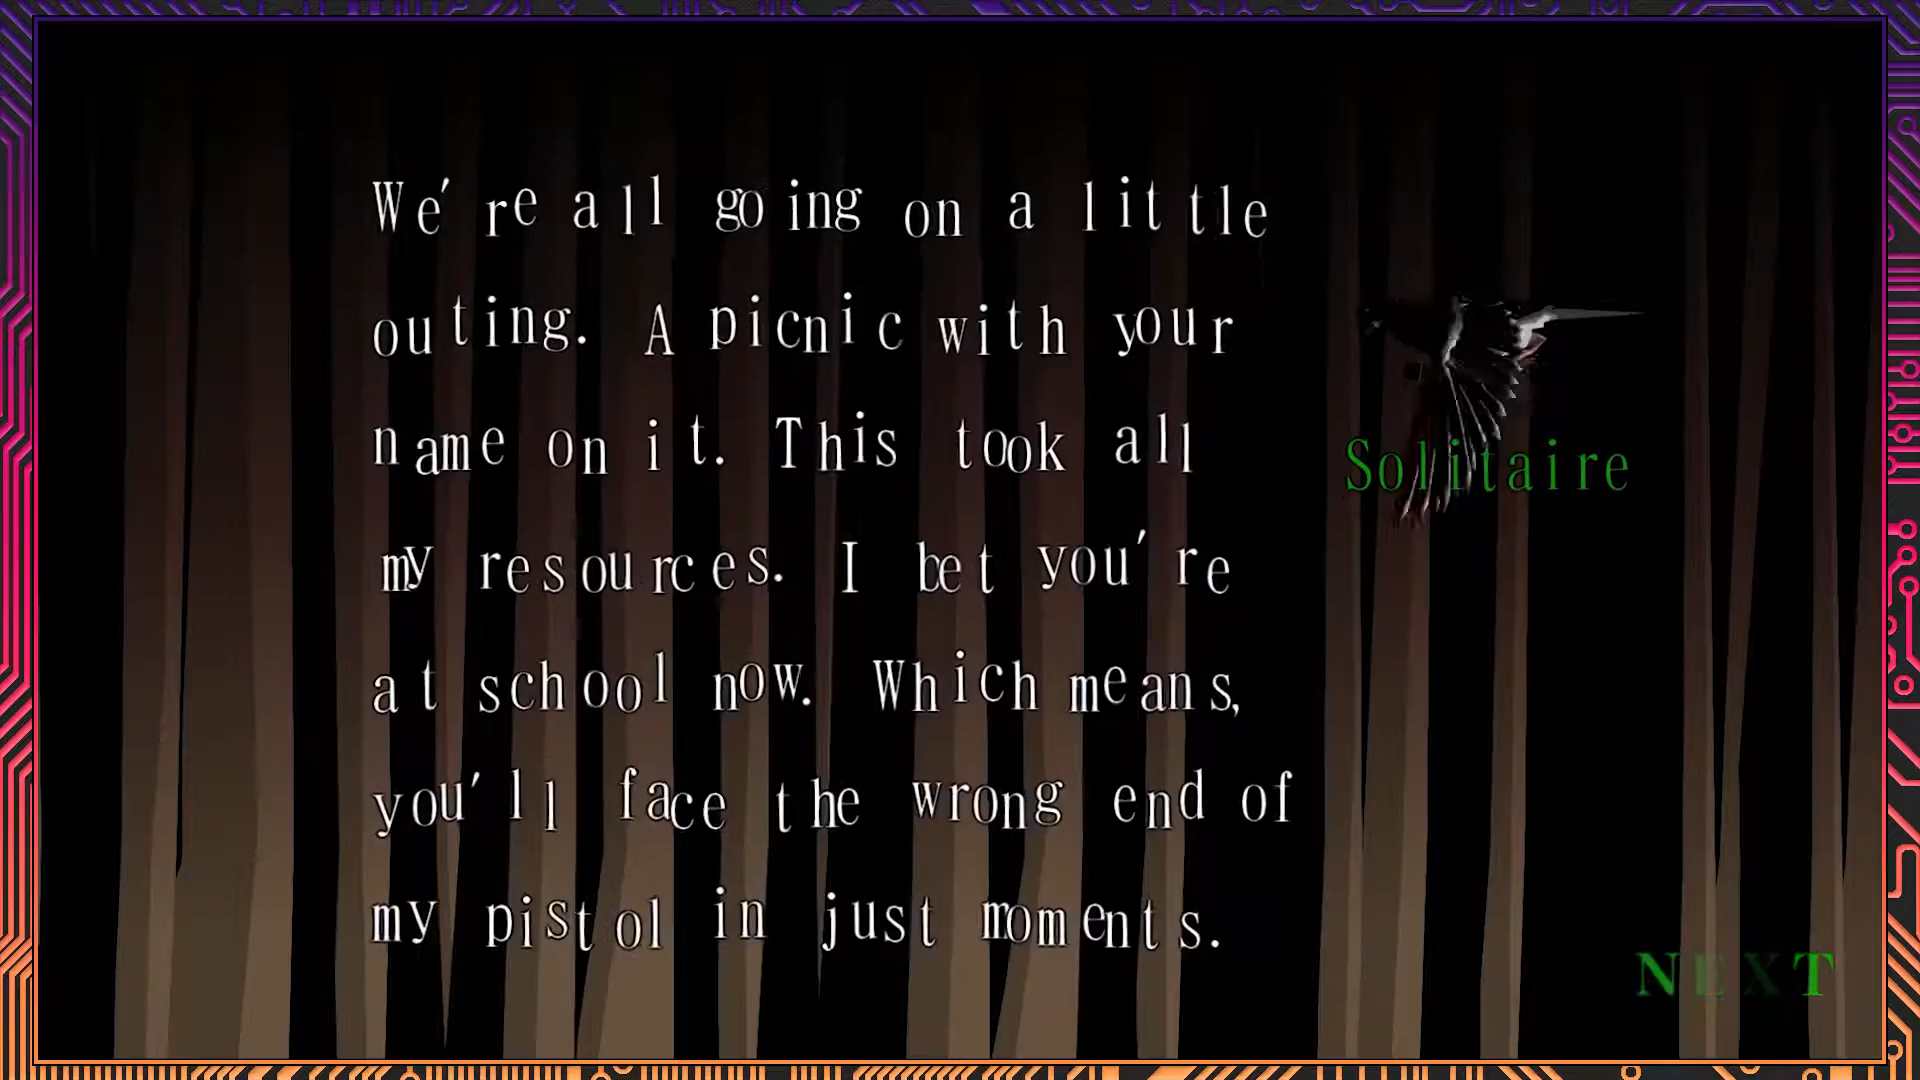 We're all going on a little
outing. A picnic with your
name on it. This took all
my resources. I bet you're
at school now. Which means,
you'll face the wrong end of
my pistol in just moments.
Solitaire
NEXT